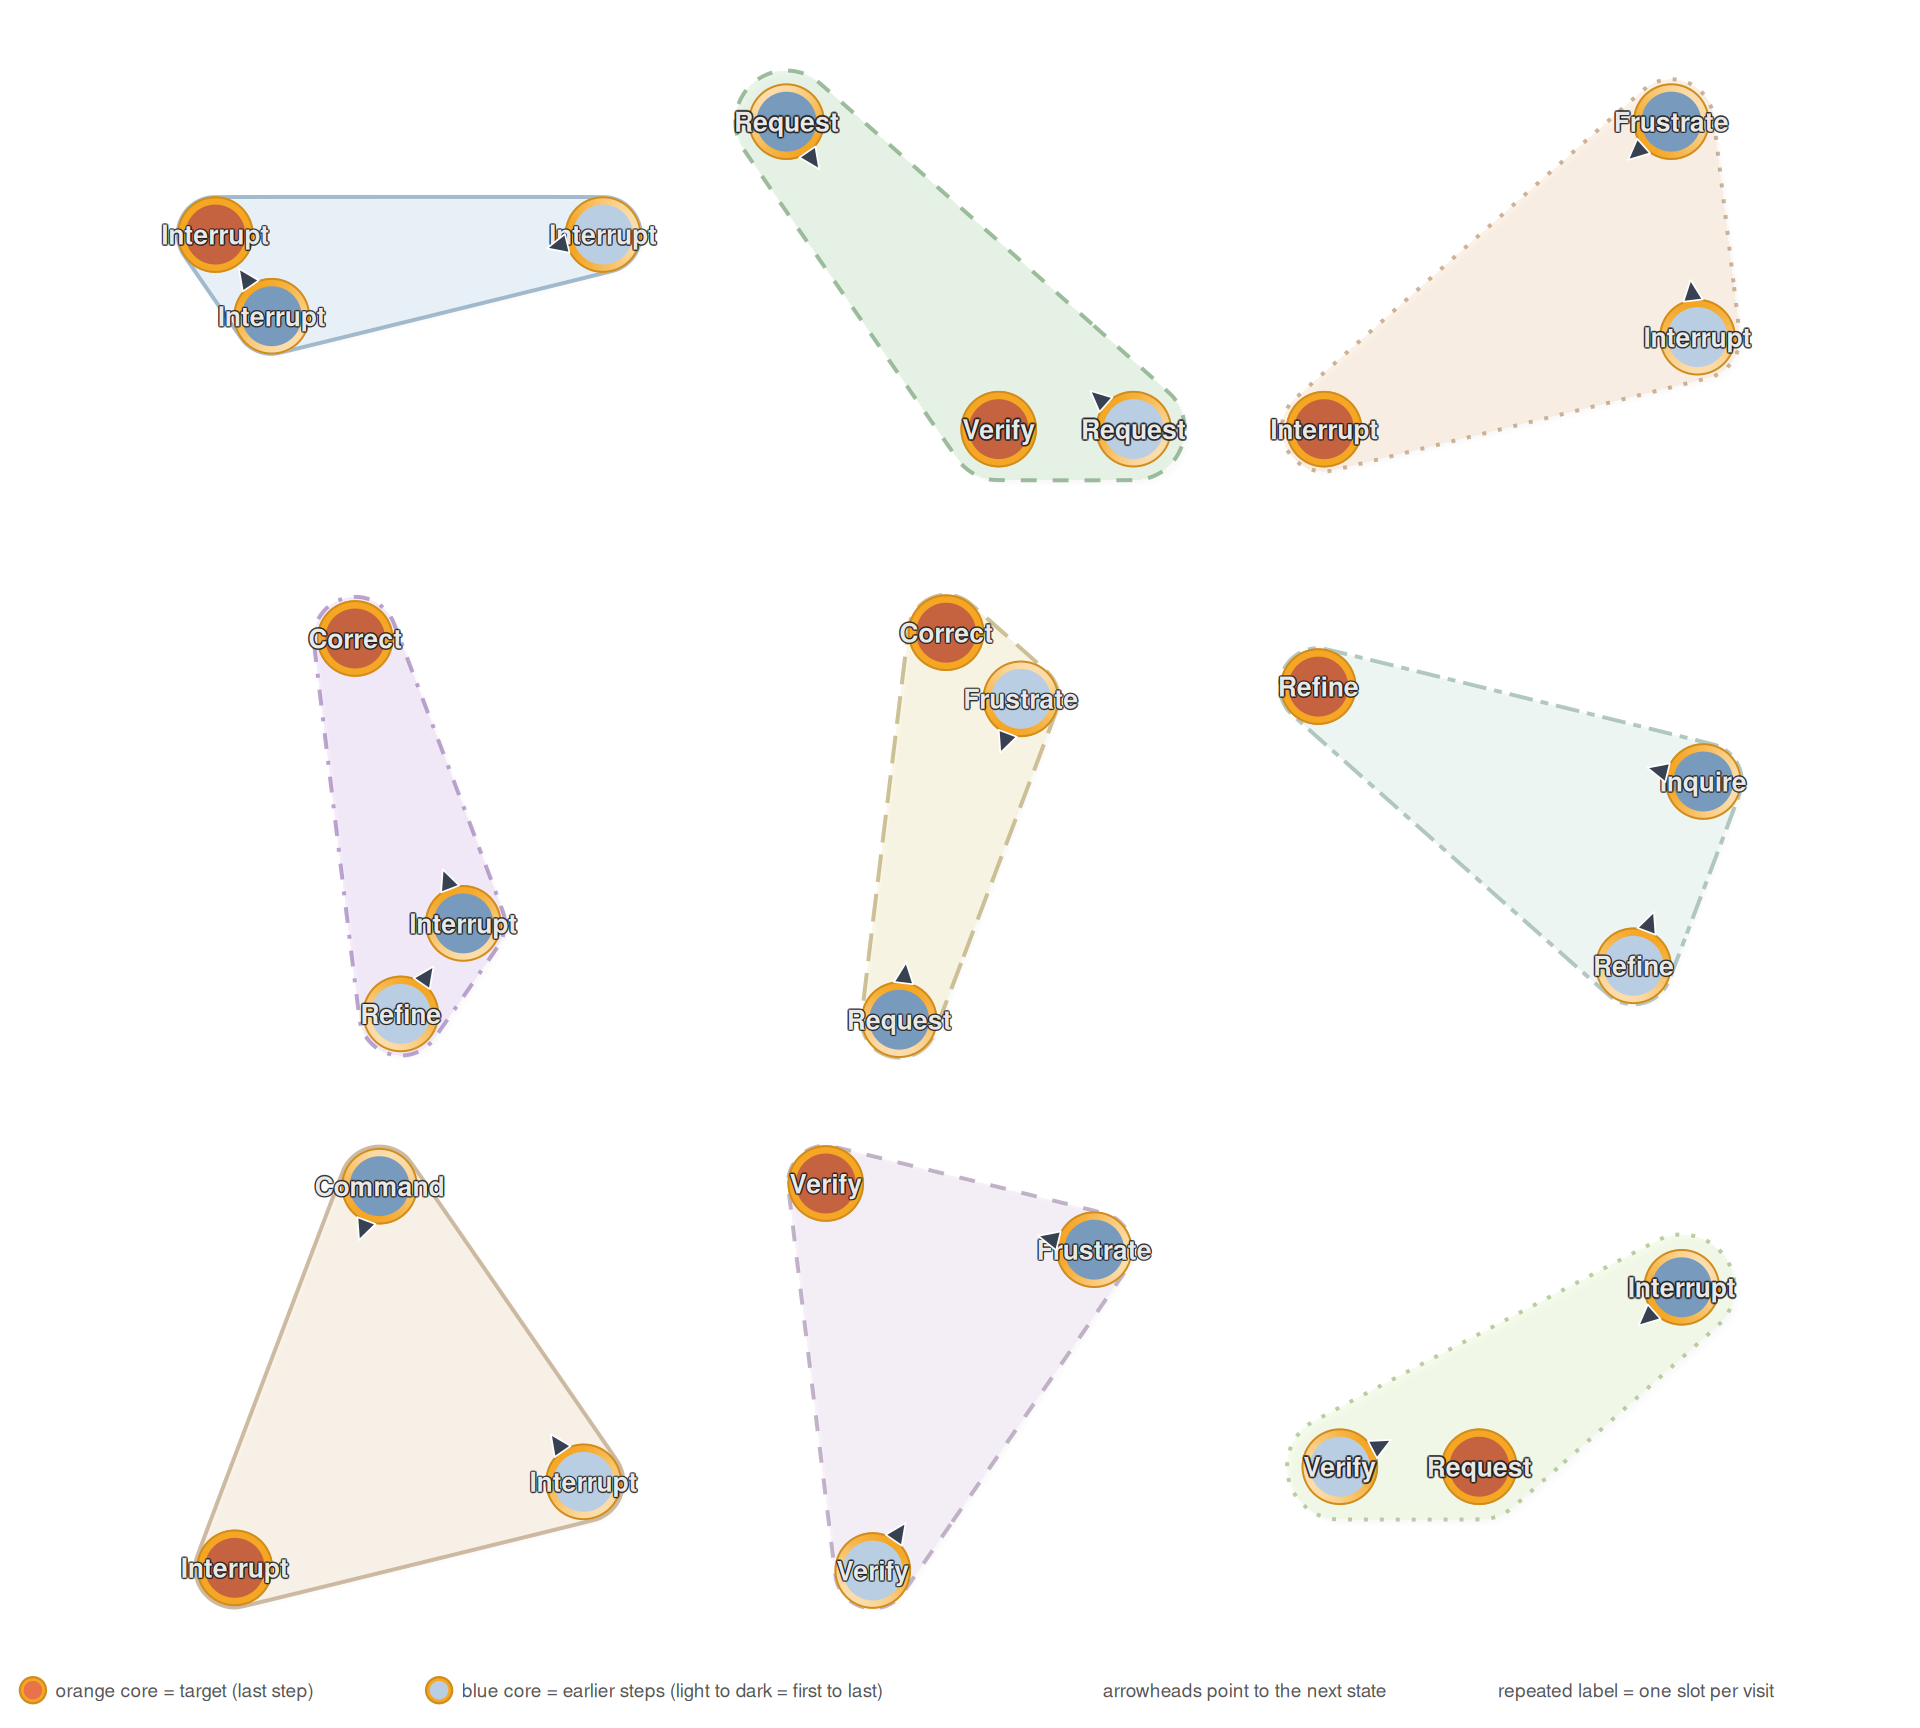 Interrupt
Interrupt
Interrupt
Request
Verify
Request
Frustrate
Interrupt
Interrupt
Correct
Interrupt
Refine
Correct
Frustrate
Request
Refine
Inquire
Refine
Command
Interrupt
Interrupt
Verify
Frustrate
Verify
Interrupt
Verify
Request
orange core = target (last step)
blue core = earlier steps (light to dark = first to last)
arrowheads point to the next state
repeated label = one slot per visit